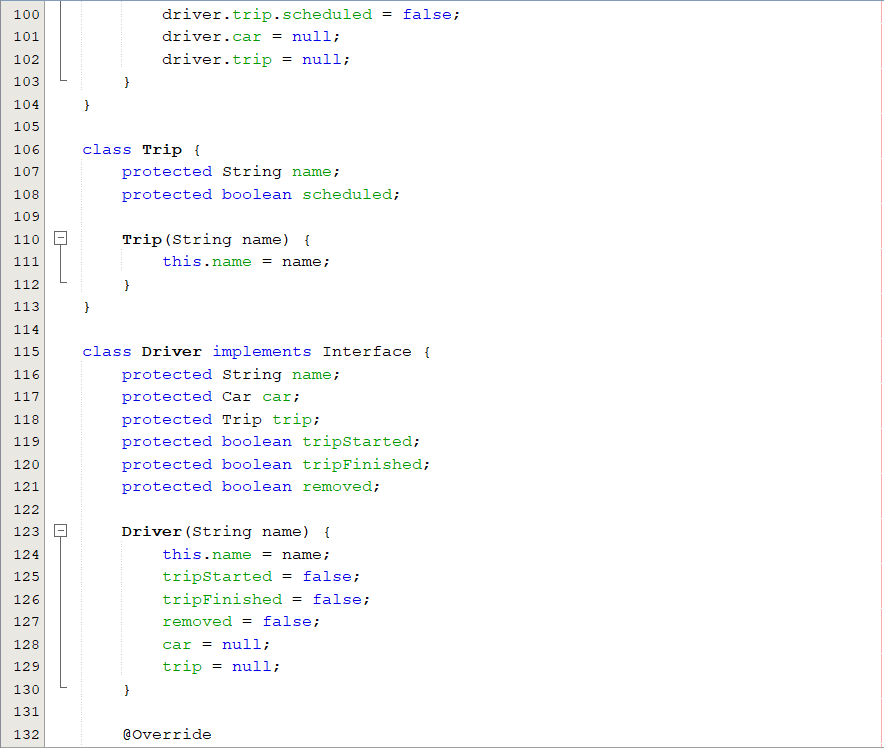 100             driver.trip.scheduled = false;
101             driver.car = null;
102             driver.trip = null;
103         }
104     }
105
106     class Trip {
107         protected String name;
108         protected boolean scheduled;
109
110         Trip(String name) {
111             this.name = name;
112         }
113     }
114
115     class Driver implements Interface {
116         protected String name;
117         protected Car car;
118         protected Trip trip;
119         protected boolean tripStarted;
120         protected boolean tripFinished;
121         protected boolean removed;
122
123         Driver(String name) {
124             this.name = name;
125             tripStarted = false;
126             tripFinished = false;
127             removed = false;
128             car = null;
129             trip = null;
130         }
131
132         @Override